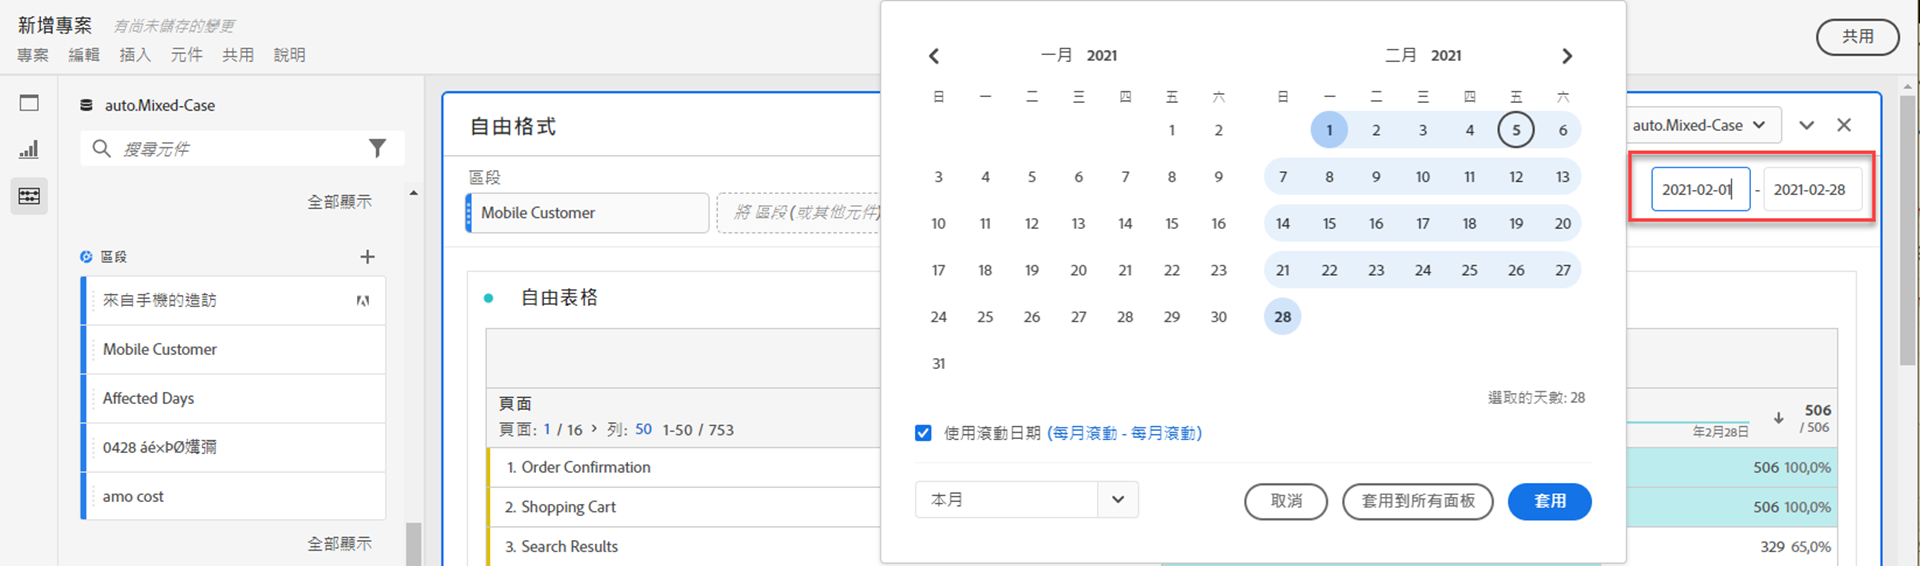 新增專案 有尚未儲存的變更
專案 編輯 插入 元件 共用 說明
共用
auto.Mixed-Case
搜尋元件
全部顯示
區段
來自手機的造訪
Mobile Customer
Affected Days
0428 áéxÞØ媾彌
amo cost
全部顯示
自由格式
區段
Mobile Customer
將 區段 (或其他元件)
自由表格
頁面
頁面: 1 / 16 > 列: 50 1-50 / 753
1. Order Confirmation
2. Shopping Cart
3. Search Results
一月 2021
日 一 二 三 四 五 六
1 2
3 4 5 6 7 8 9
10 11 12 13 14 15 16
17 18 19 20 21 22 23
24 25 26 27 28 29 30
31
二月 2021
日 一 二 三 四 五 六
1 2 3 4 5 6
7 8 9 10 11 12 13
14 15 16 17 18 19 20
21 22 23 24 25 26 27
28
選取的天數: 28
使用滾動日期 (每月滾動 - 每月滾動)
本月
取消 套用到所有面板 套用
auto.Mixed-Case
2021-02-01 - 2021-02-28
年2月28日
506
/ 506
506 100,0%
506 100,0%
329 65,0%